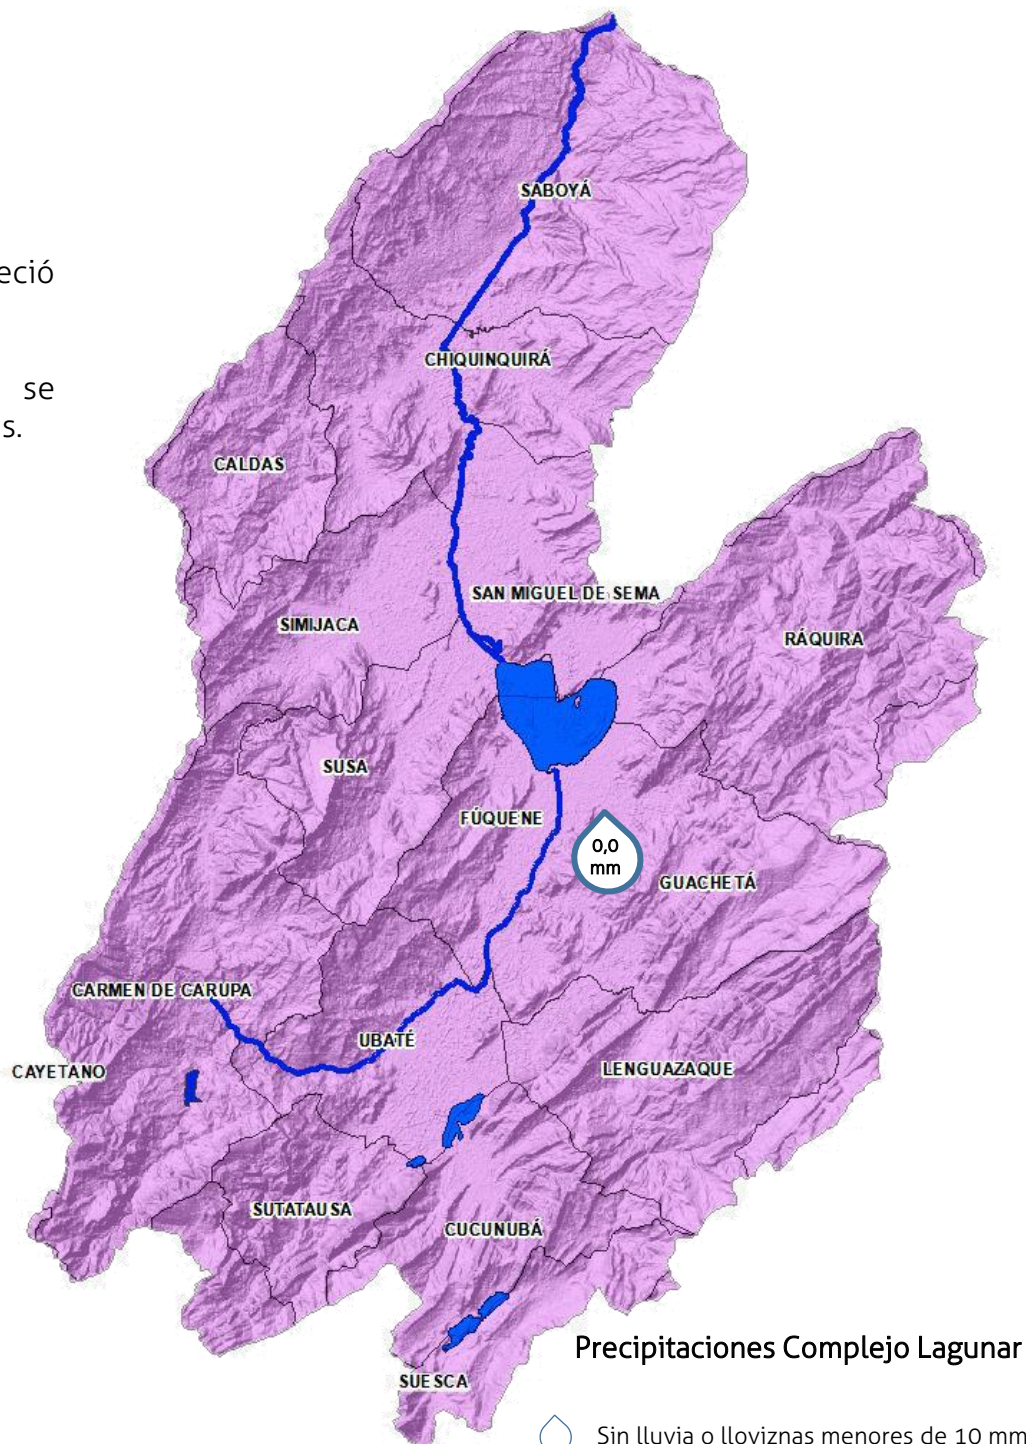 SABOYÁ
eció
CHIQUINQUIRÁ
se
s.
CALDAS
SAN MIGUEL DE SEMA
SIMIJACA
RÁQUIRA
SUSA
FÚQUENE
0,0
mm
GUACHETÁ
CARMEN DE CARUPA
UBATÉ
CAYETANO
LENGUAZAQUE
SUTATAUSA
CUCUNUBÁ
Precipitaciones Complejo Lagunar
SUESCA
Sin lluvia o lloviznas menores de 10 mm